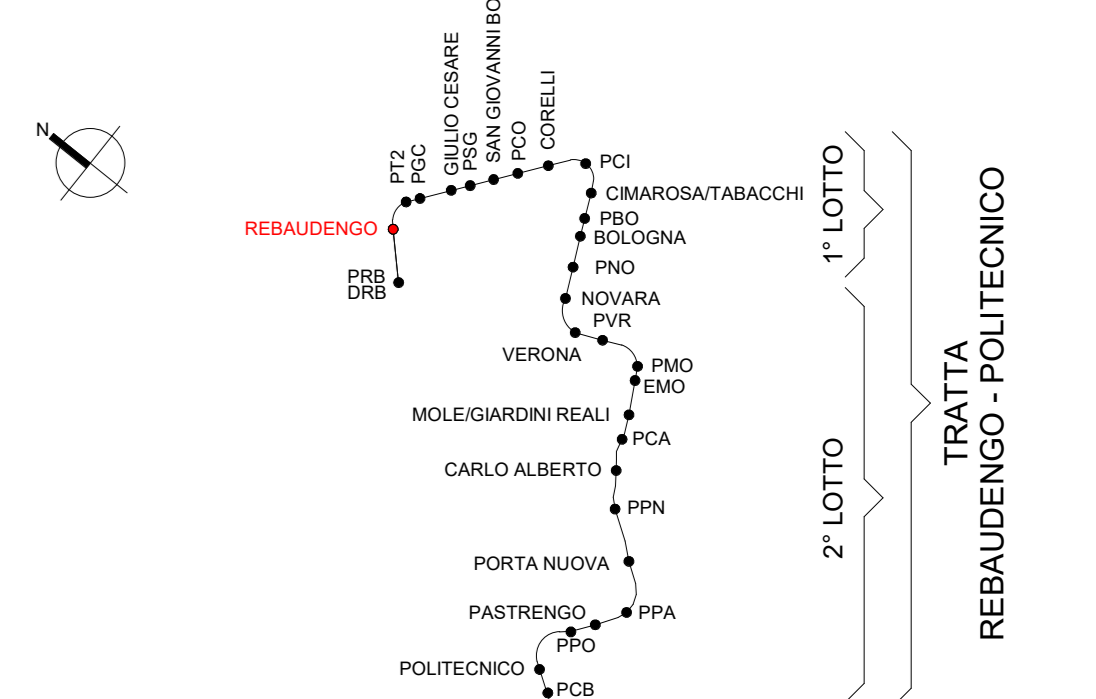 N
PT2
PGC
GIULIO CESARE
PSG
SAN GIOVANNI BO
PCO
CORELLI
PCI
CIMAROSA/TABACCHI
REBAUDENGO
PBO
BOLOGNA
PRB
DRB
PNO
NOVARA
PVR
VERONA
PMO
EMO
MOLE/GIARDINI REALI
PCA
CARLO ALBERTO
PPN
PORTA NUOVA
PASTRENGO
PPA
PPO
POLITECNICO
PCB
1° LOTTO
2° LOTTO
TRATTA
REBAUDENGO - POLITECNICO